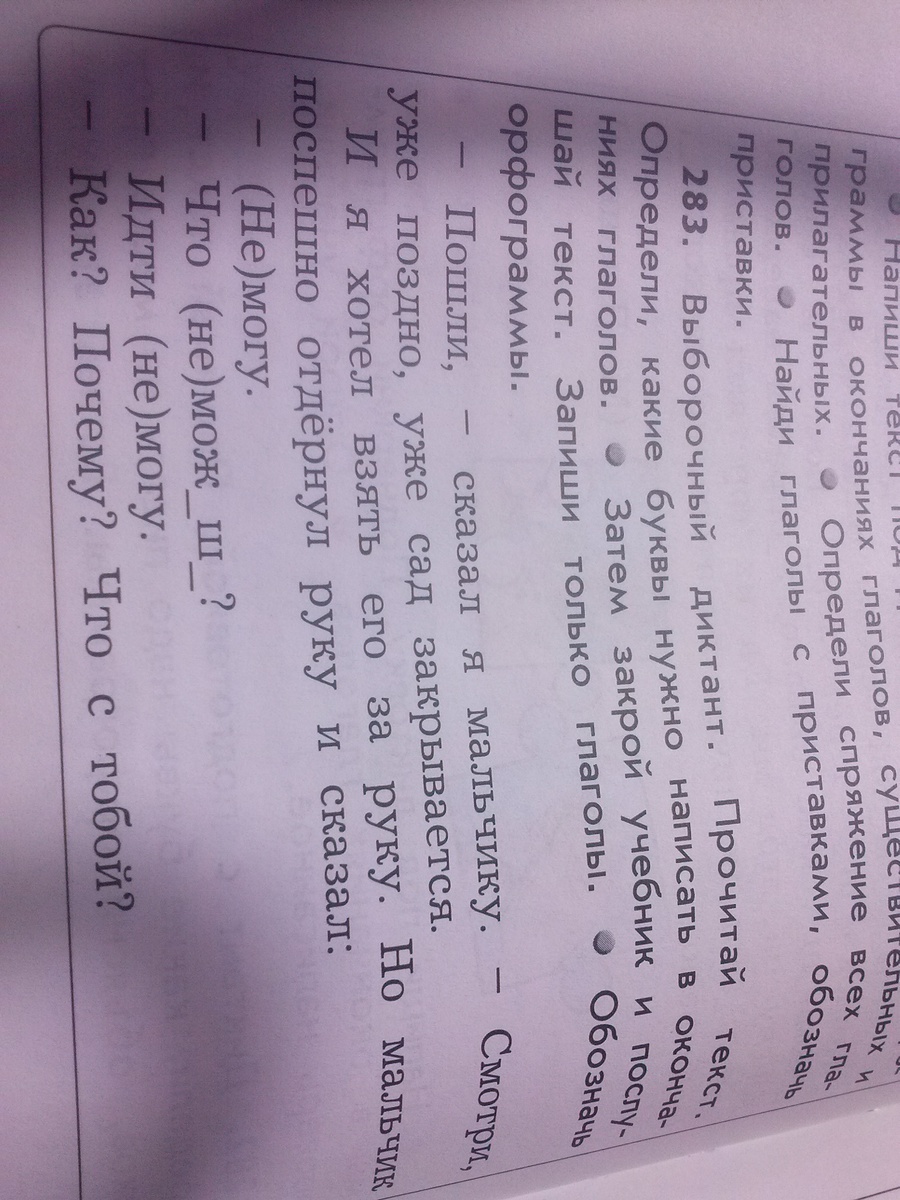 Напиши текст под
граммы в окончаниях глаголов, существительных и
прилагательных. Определи спряжение всех гла-
голов. Найди глаголы с приставками, обозначь
приставки.
283. Выборочный диктант. Прочитай текст.
Определи, какие буквы нужно написать в оконча-
ниях глаголов. Затем закрой учебник и послу-
шай текст. Запиши только глаголы. Обозначь
орфограммы.
– Пошли, – сказал я мальчику. – Смотри,
уже поздно, уже сад закрывается.
И я хотел взять его за руку. Но мальчик
поспешно отдёрнул руку и сказал:
– (Не)могу.
– Что (не)мож_ш_?
– Идти (не)могу.
– Как? Почему? Что с тобой?